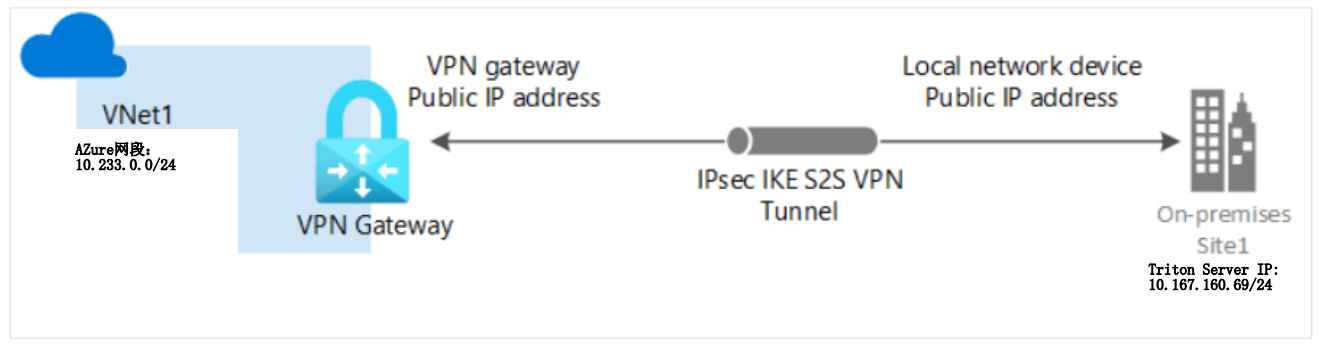 VNet1
AZure网段:
10.233.0.0/24
VPN gateway
Public IP address
VPN Gateway
IPsec IKE S2S VPN
Tunnel
Local network device
Public IP address
On-premises
Site1
Triton Server IP:
10.167.160.69/24